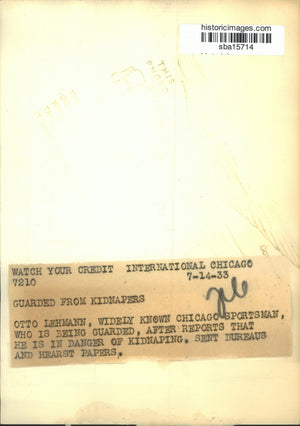 historicimages.com
sba15714
THIS
PHOTO
WATCH YOUR CREDIT INTERNATIONAL CHICAGO
7210 7-14-33
GUARDED FROM KIDNAPERS
OTTO LEHMANN, WIDELY KNOWN CHICAGO SPORTSMAN,
WHO IS BEING GUARDED, AFTER REPORTS THAT
HE IS IN DANGER OF KIDNAPING. SENT BUREAUS
AND HEARST PAPERS.